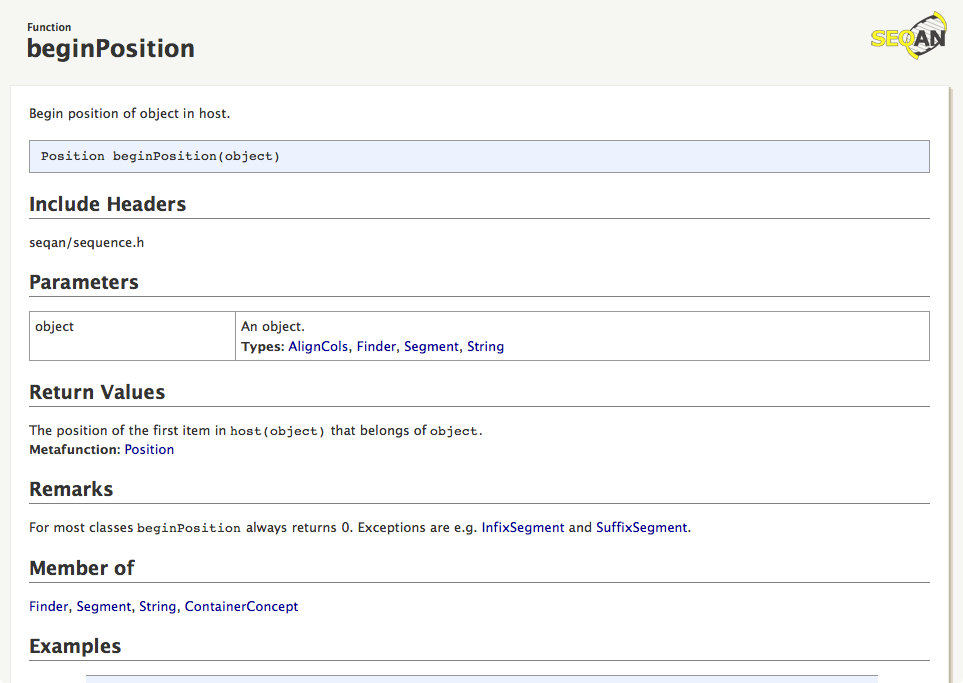 Function
beginPosition
SEQAN
Begin position of object in host.
Position beginPosition(object)
Include Headers
seqan/sequence.h
Parameters
object
An object.
Types: AlignCols, Finder, Segment, String
Return Values
The position of the first item in host(object) that belongs of object.
Metafunction: Position
Remarks
For most classes beginPosition always returns 0. Exceptions are e.g. InfixSegment and SuffixSegment.
Member of
Finder, Segment, String, ContainerConcept
Examples